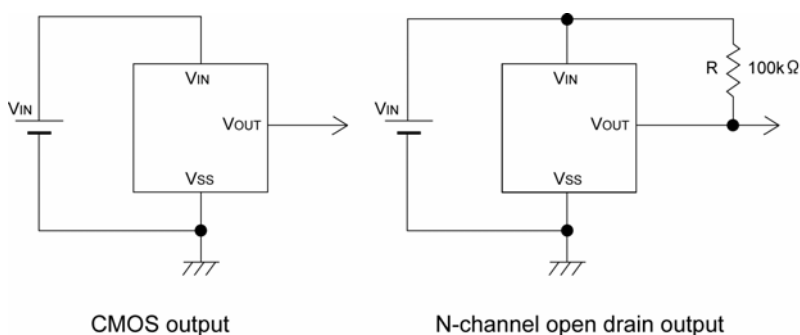 VIN
VIN
VOUT
VSS
CMOS output
VIN
VIN
R 100kΩ
VOUT
VSS
N-channel open drain output